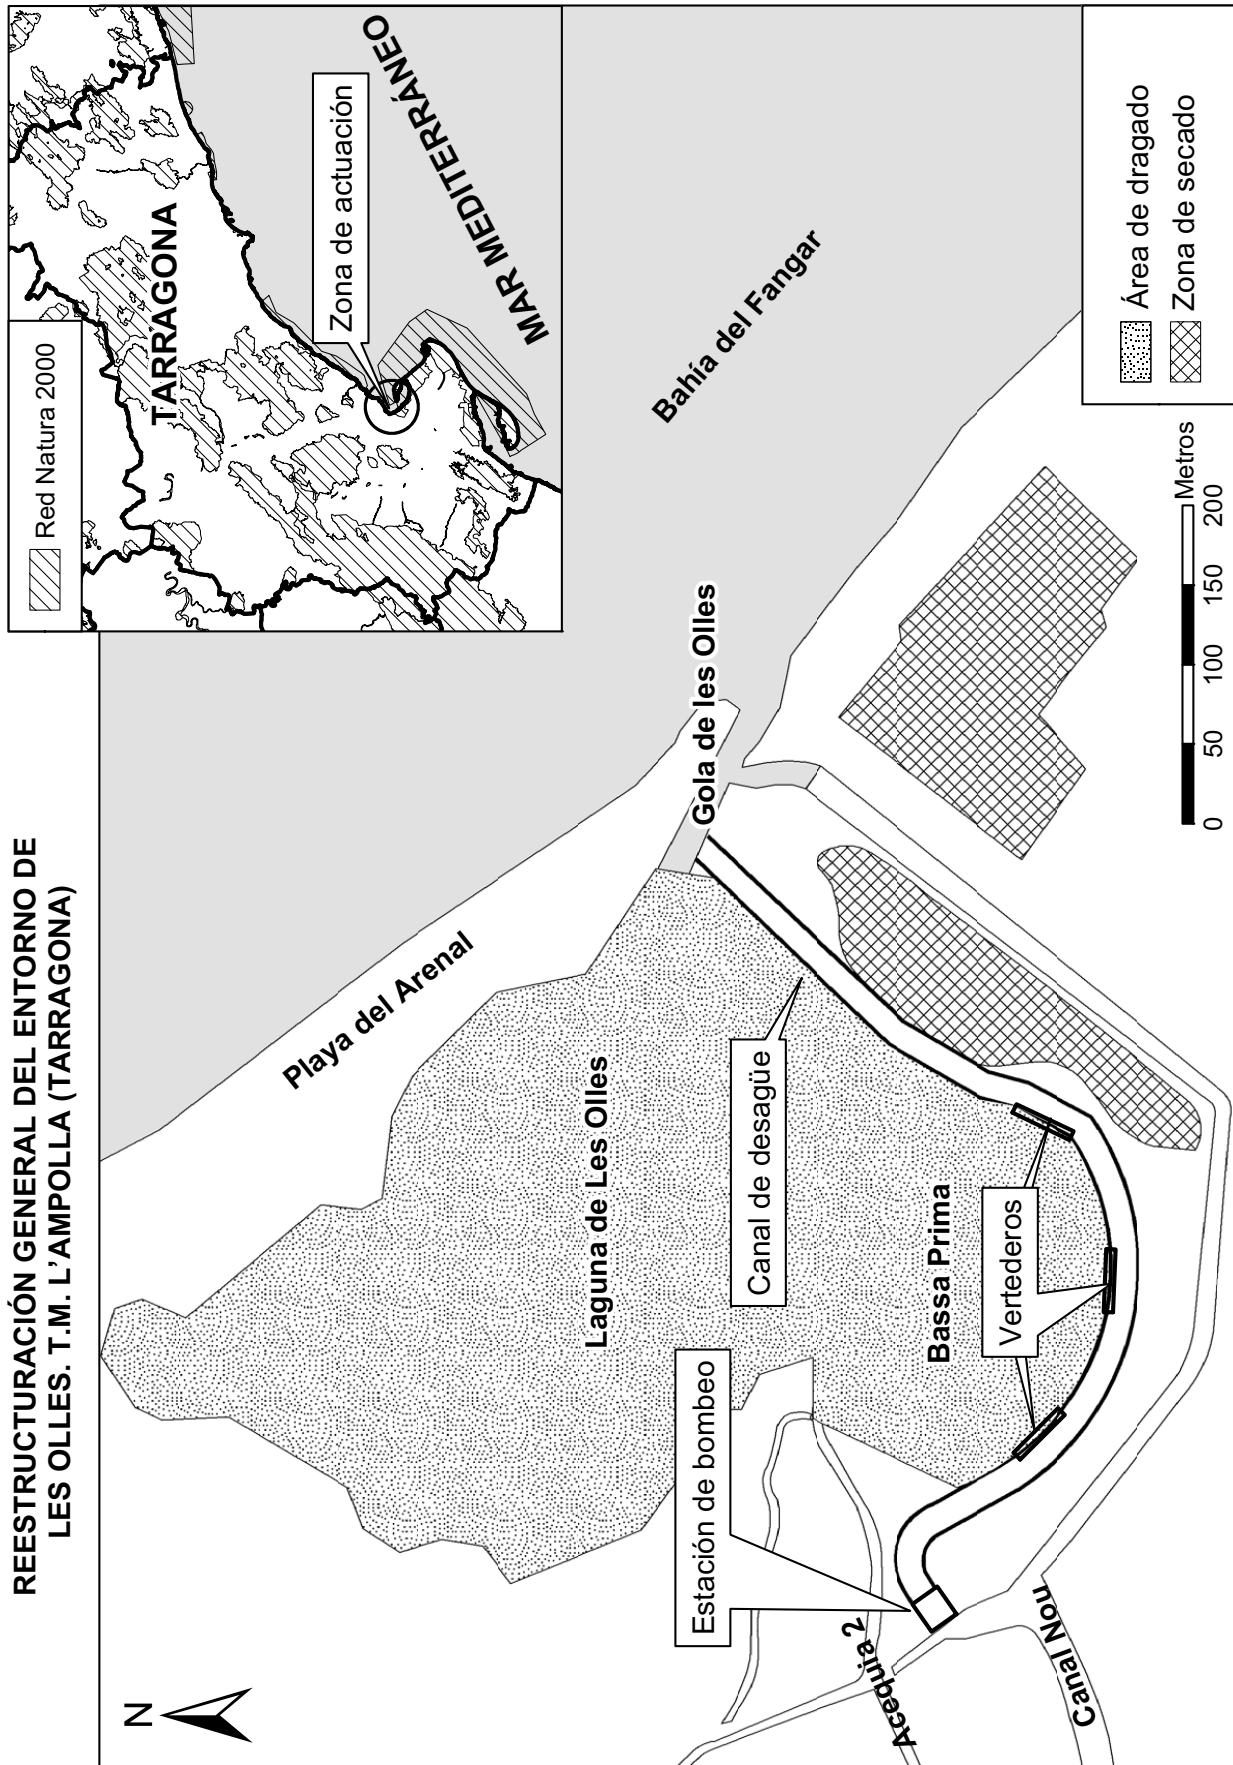 REESTRUCTURACIÓN GENERAL DEL ENTORNO DE
LES OLLES. T.M. L'AMPOLLA (TARRAGONA)
Red Natura 2000
TARRAGONA
Zona de actuación
MAR MEDITERRÁNEO
N
Playa del Arenal
Bahía del Fangar
Laguna de Les Olles
Gola de les Olles
Estación de bombeo
Canal de desagüe
Bassa Prima
Vertederos
Acequia 2
Canal Nou
Área de dragado
Zona de secado
Metros
0 50 100 150 200